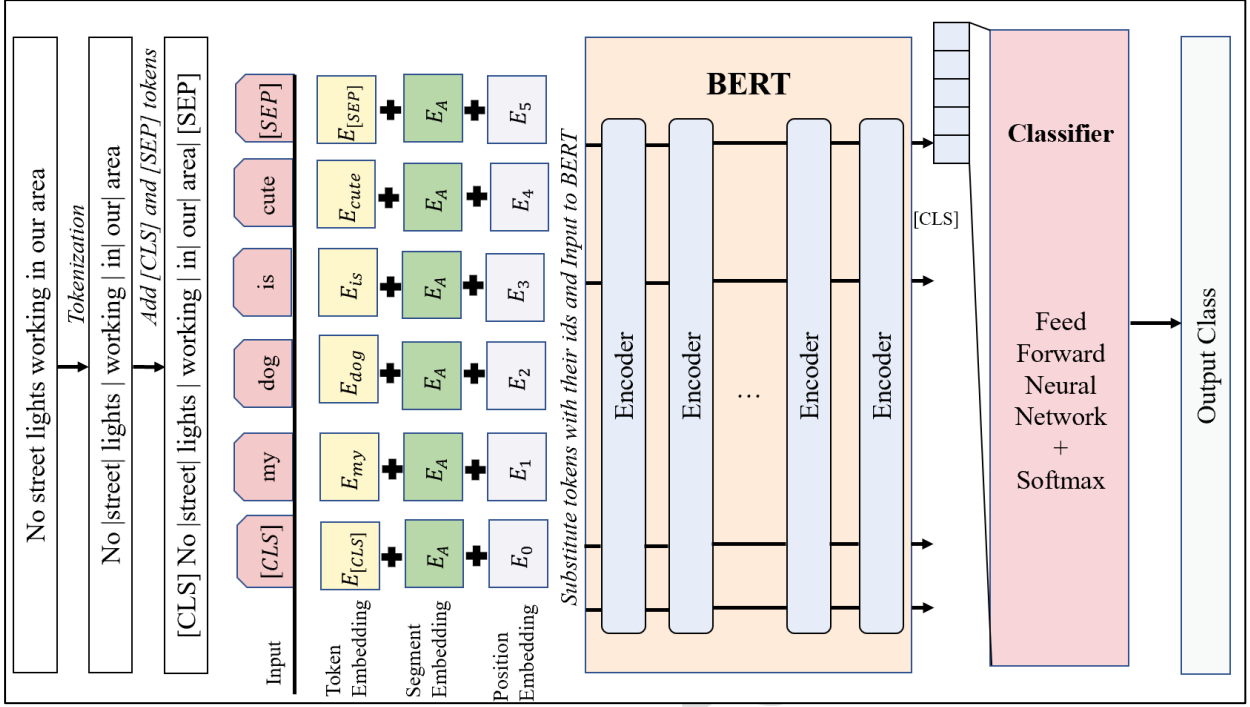 No street lights working in our area
Tokenization
No |street| lights | working | in| our| area
Add [CLS] and [SEP] tokens
[CLS] No |street| lights | working | in| our| area| [SEP]
Input
[CLS]
my
dog
is
cute
[SEP]
Token
Embedding
E[CLS]
Emy
Edog
Eis
Ecute
E[SEP]
Segment
Embedding
EA
EA
EA
EA
EA
EA
Position
Embedding
E0
E1
E2
E3
E4
E5
Substitute tokens with their ids and Input to BERT
BERT
Encoder
Encoder
…
Encoder
Encoder
[CLS]
Classifier
Feed
Forward
Neural
Network
+
Softmax
Output Class